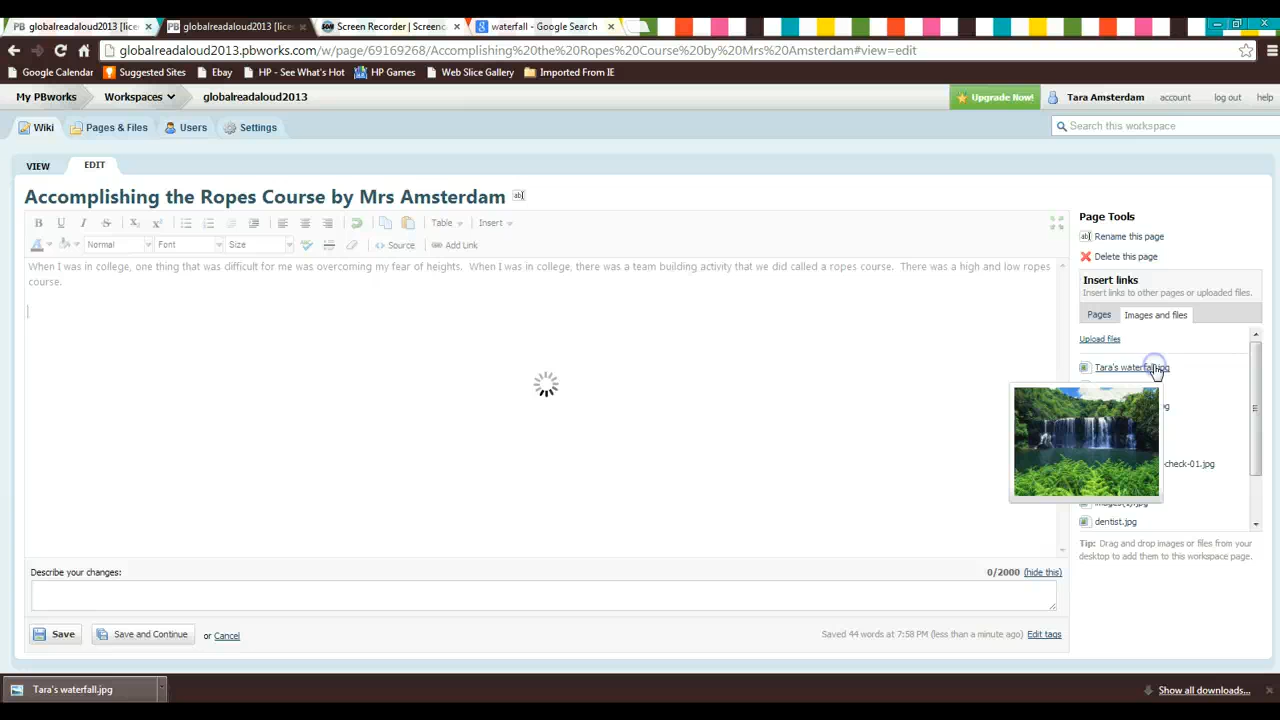 globalreadaloud2013 [lice
globalreadaloud2013 [lice
Screen Recorder | Screenc
waterfall - Google Search
globalreadaloud2013.pbworks.com/w/page/69169268/Accomplishing%20the%20Ropes%20Course%20by%20Mrs%20Amsterdam#view=edit
Google Calendar Suggested Sites Ebay HP - See What's Hot HP Games Web Slice Gallery Imported From IE
My PBworks Workspaces globalreadaloud2013 Upgrade Now! Tara Amsterdam account log out help
Wiki Pages & Files Users Settings Search this workspace
VIEW EDIT
Accomplishing the Ropes Course by Mrs Amsterdam
Page Tools
B U I S X2 X2 Table Insert
Rename this page
Normal Font Size Source Add Link
Delete this page
When I was in college, one thing that was difficult for me was overcoming my fear of heights. When I was in college, there was a team building activity that we did called a ropes course. There was a high and low ropes
course.
Insert links
Insert links to other pages or uploaded files.
Pages Images and files
Upload files
Tara's waterfall.jpg
check-01.jpg
images(1).jpg
dentist.jpg
Tip: Drag and drop images or files from your
desktop to add them to this workspace page.
Describe your changes: 0/2000 (hide this)
Save Save and Continue or Cancel Saved 44 words at 7:58 PM (less than a minute ago) Edit tags
Tara's waterfall.jpg Show all downloads...